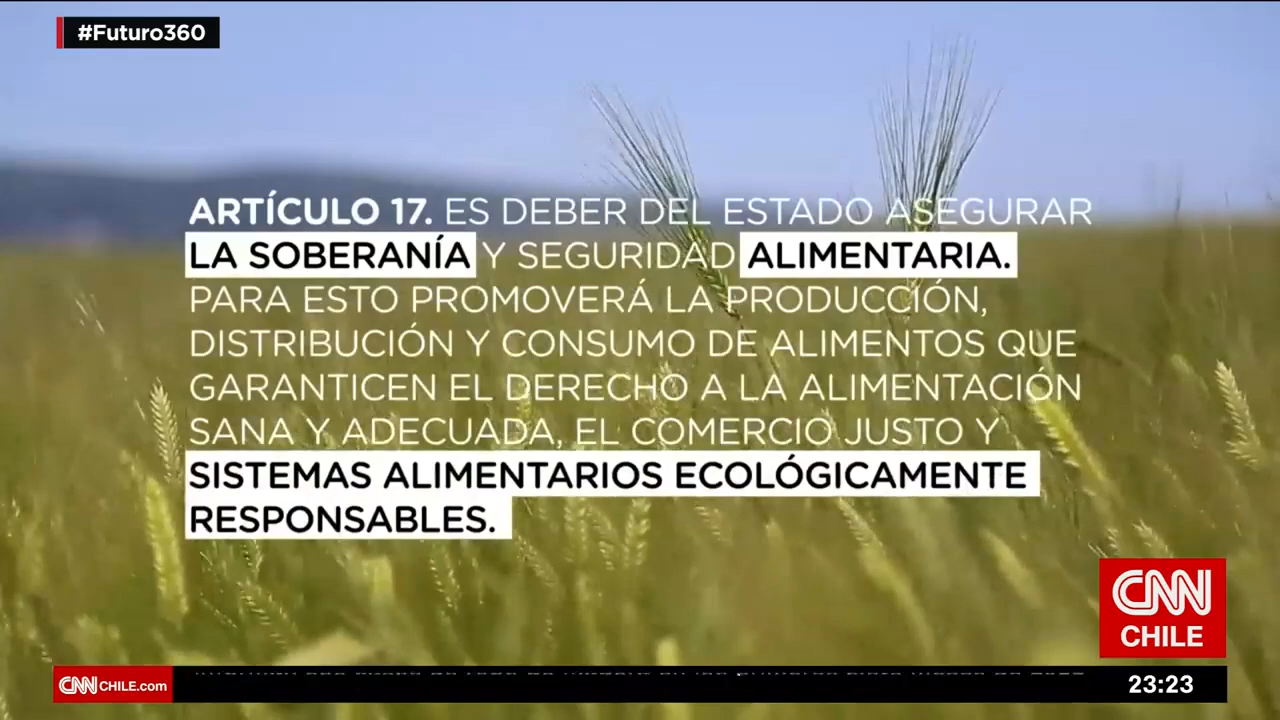 #Futuro360
ARTÍCULO 17. ES DEBER DEL ESTADO ASEGURAR
LA SOBERANÍA Y SEGURIDAD ALIMENTARIA.
PARA ESTO PROMOVERÁ LA PRODUCCIÓN,
DISTRIBUCIÓN Y CONSUMO DE ALIMENTOS QUE
GARANTICEN EL DERECHO A LA ALIMENTACIÓN
SANA Y ADECUADA, EL COMERCIO JUSTO Y
SISTEMAS ALIMENTARIOS ECOLÓGICAMENTE
RESPONSABLES.
CNN
CHILE
CNNCHILE.com
23:23